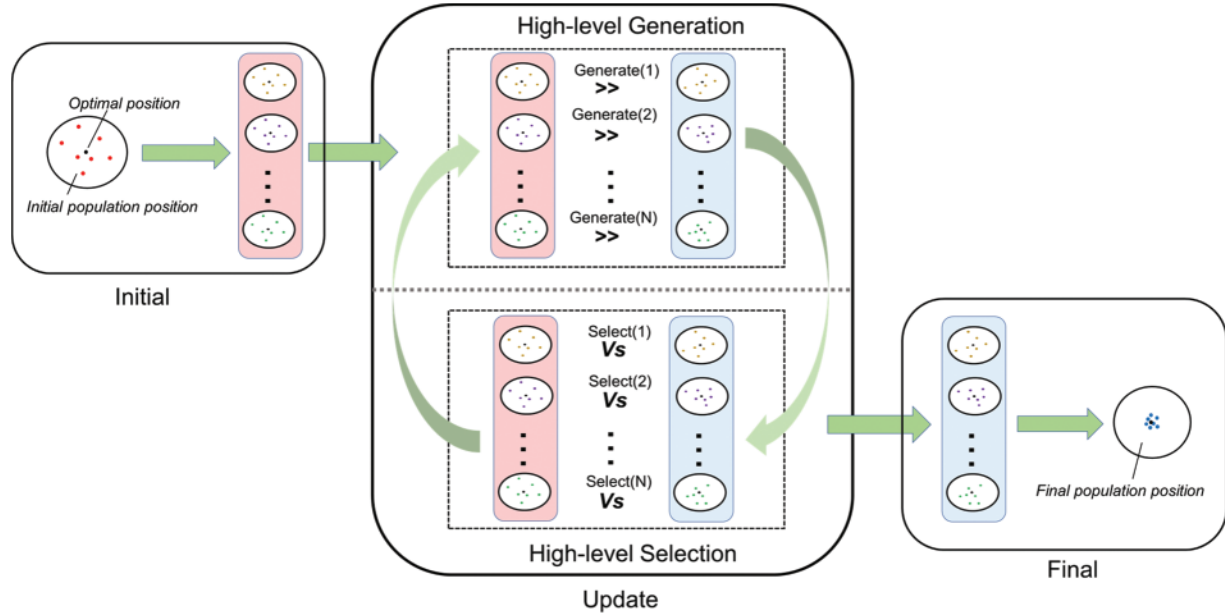 Optimal position
Initial population position
Initial
High-level Generation
Generate(1)
>>
Generate(2)
>>
Generate(N)
>>
Select(1)
Vs
Select(2)
Vs
Select(N)
Vs
High-level Selection
Update
Final population position
Final